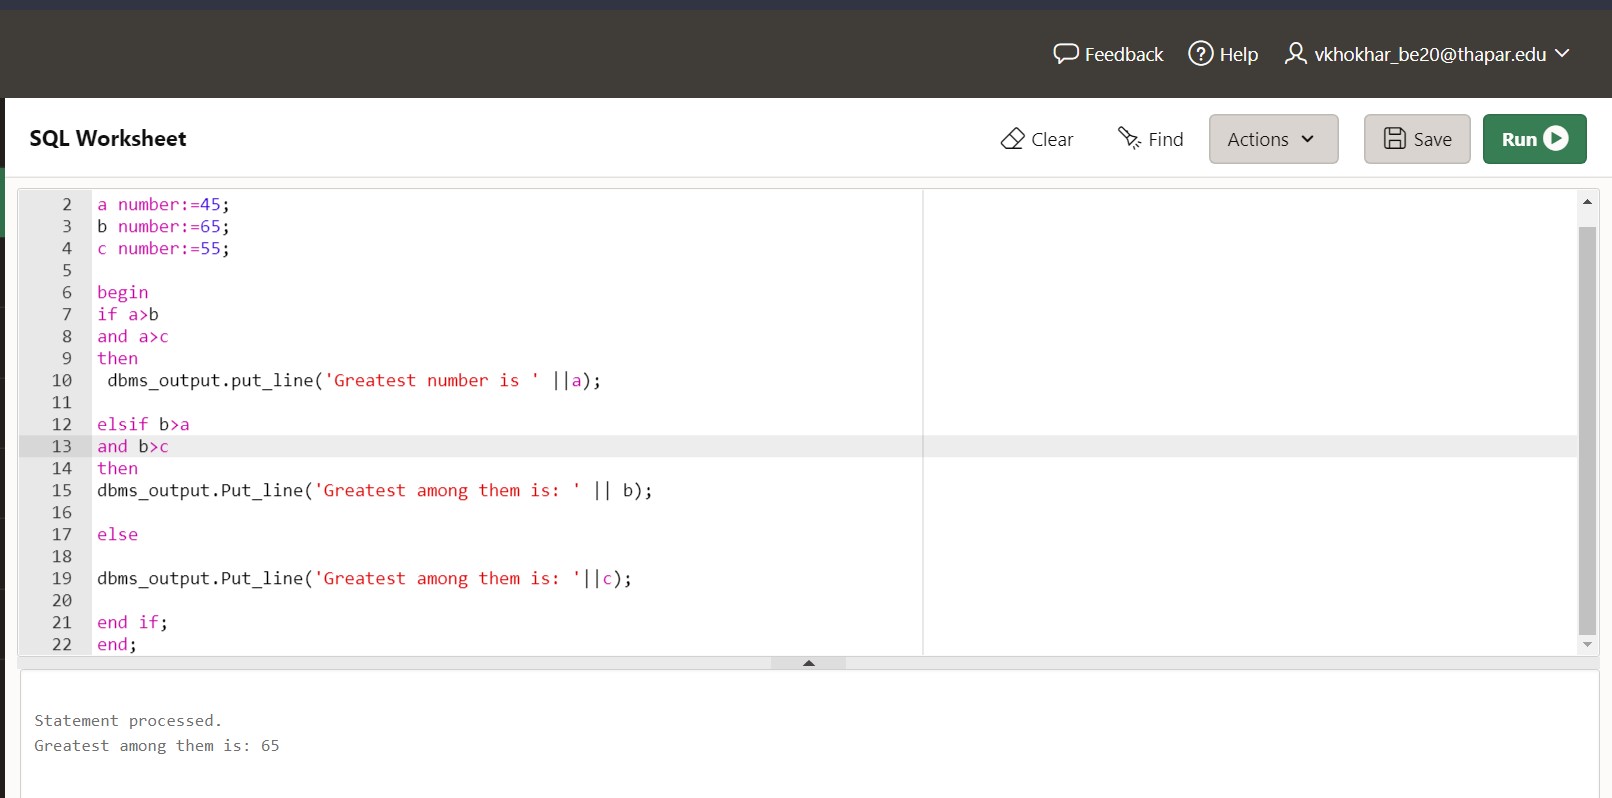 Feedback Help vkhokhar_be20@thapar.edu
SQL Worksheet Clear Find Actions Save Run
2 a number:=45;
3 b number:=65;
4 c number:=55;
5
6 begin
7 if a>b
8 and a>c
9 then
10 dbms_output.put_line('Greatest number is ' ||a);
11
12 elsif b>a
13 and b>c
14 then
15 dbms_output.Put_line('Greatest among them is: ' || b);
16
17 else
18
19 dbms_output.Put_line('Greatest among them is: '||c);
20
21 end if;
22 end;
Statement processed.
Greatest among them is: 65